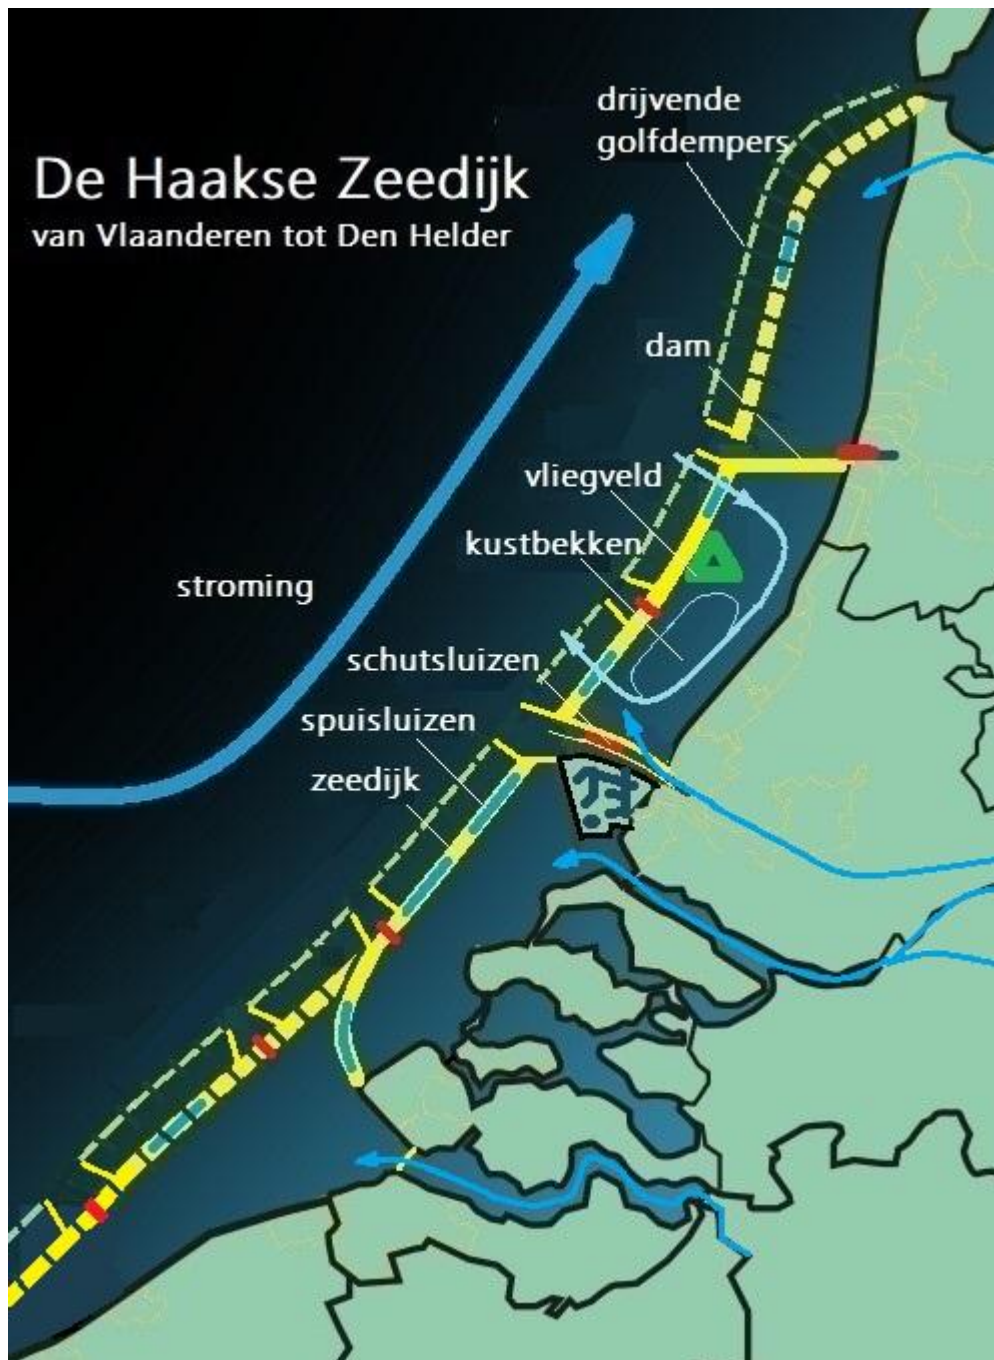 drijvende
golfdempers
De Haakse Zeedijk
van Vlaanderen tot Den Helder
dam
vliegveld
kustbekken
stroming
schutsluizen
spuisluizen
zeedijk